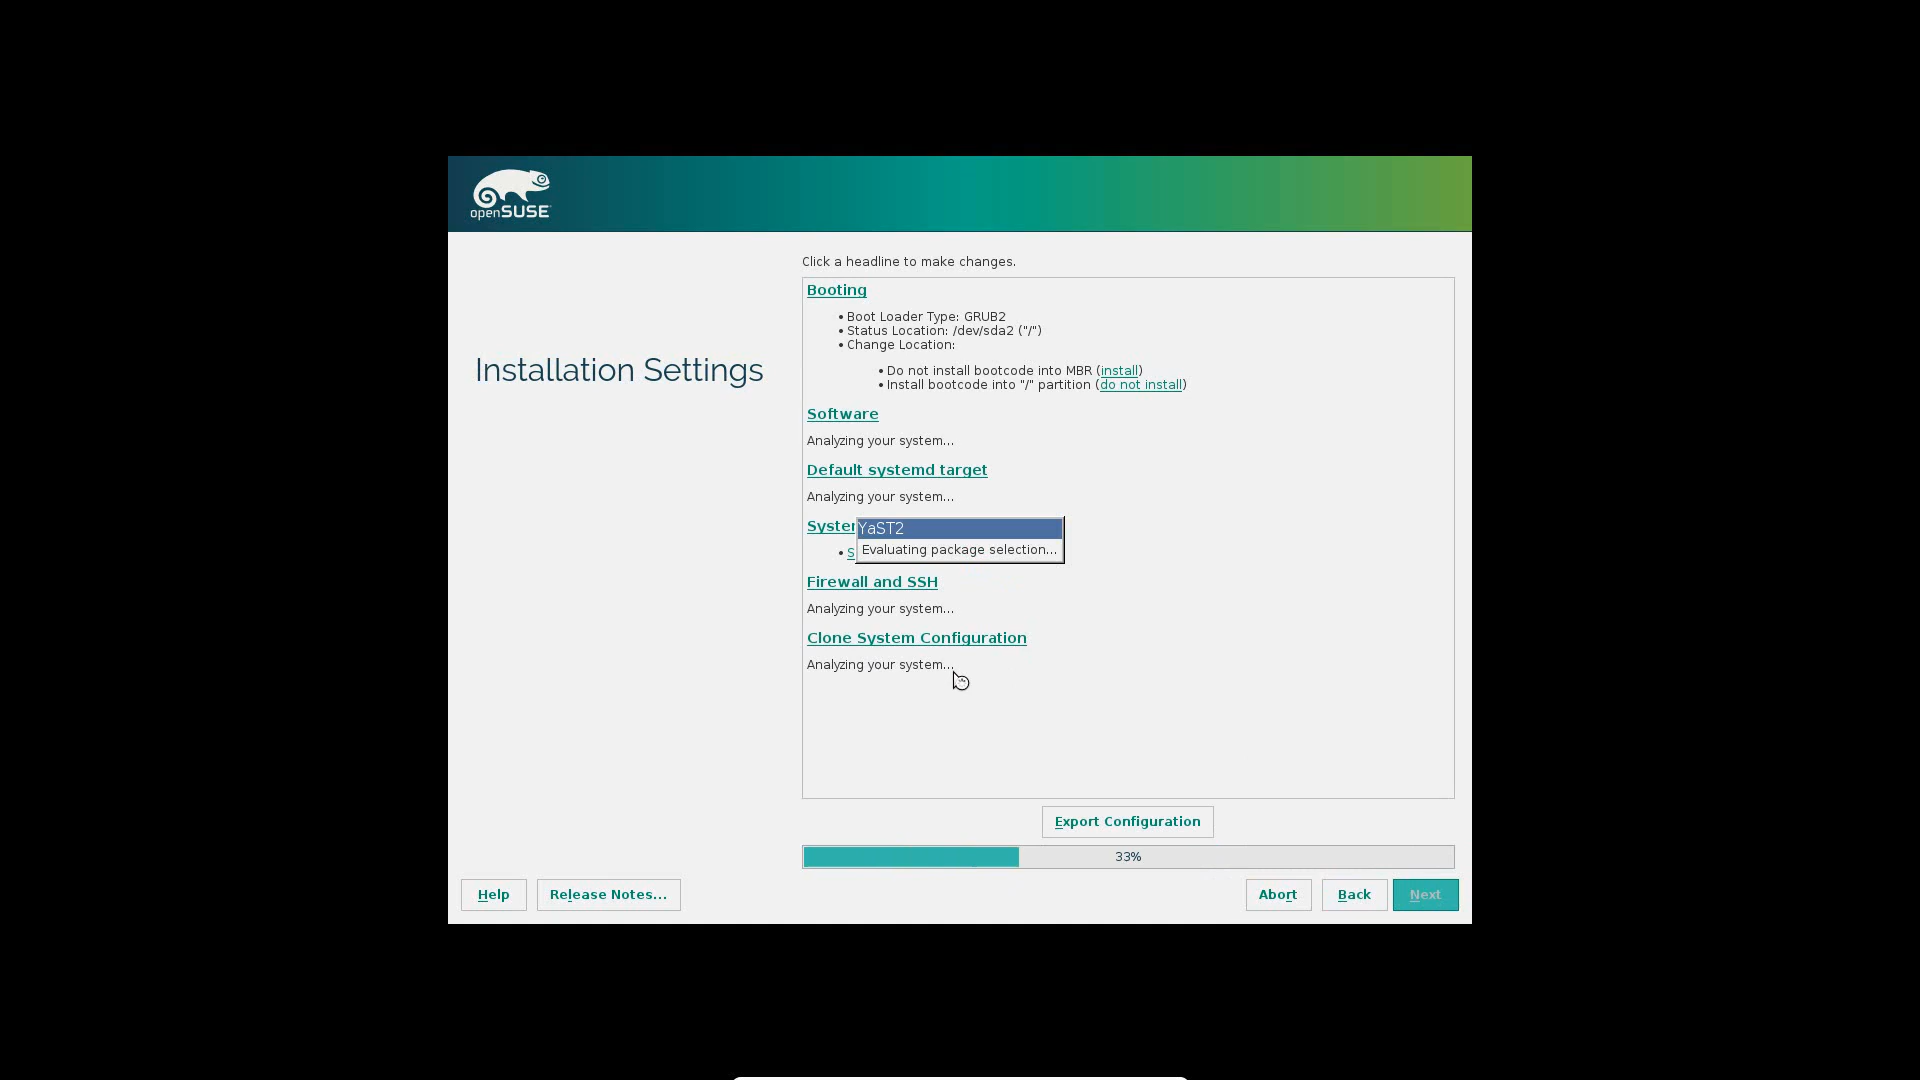 openSUSE
Click a headline to make changes.
Installation Settings
Booting
• Boot Loader Type: GRUB2
• Status Location: /dev/sda2 ("/")
• Change Location:
• Do not install bootcode into MBR (install)
• Install bootcode into "/" partition (do not install)
Software
Analyzing your system...
Default systemd target
Analyzing your system...
YaST2
Evaluating package selection...
Firewall and SSH
Analyzing your system...
Clone System Configuration
Analyzing your system...
Export Configuration
33%
Help Release Notes... Abort Back Next